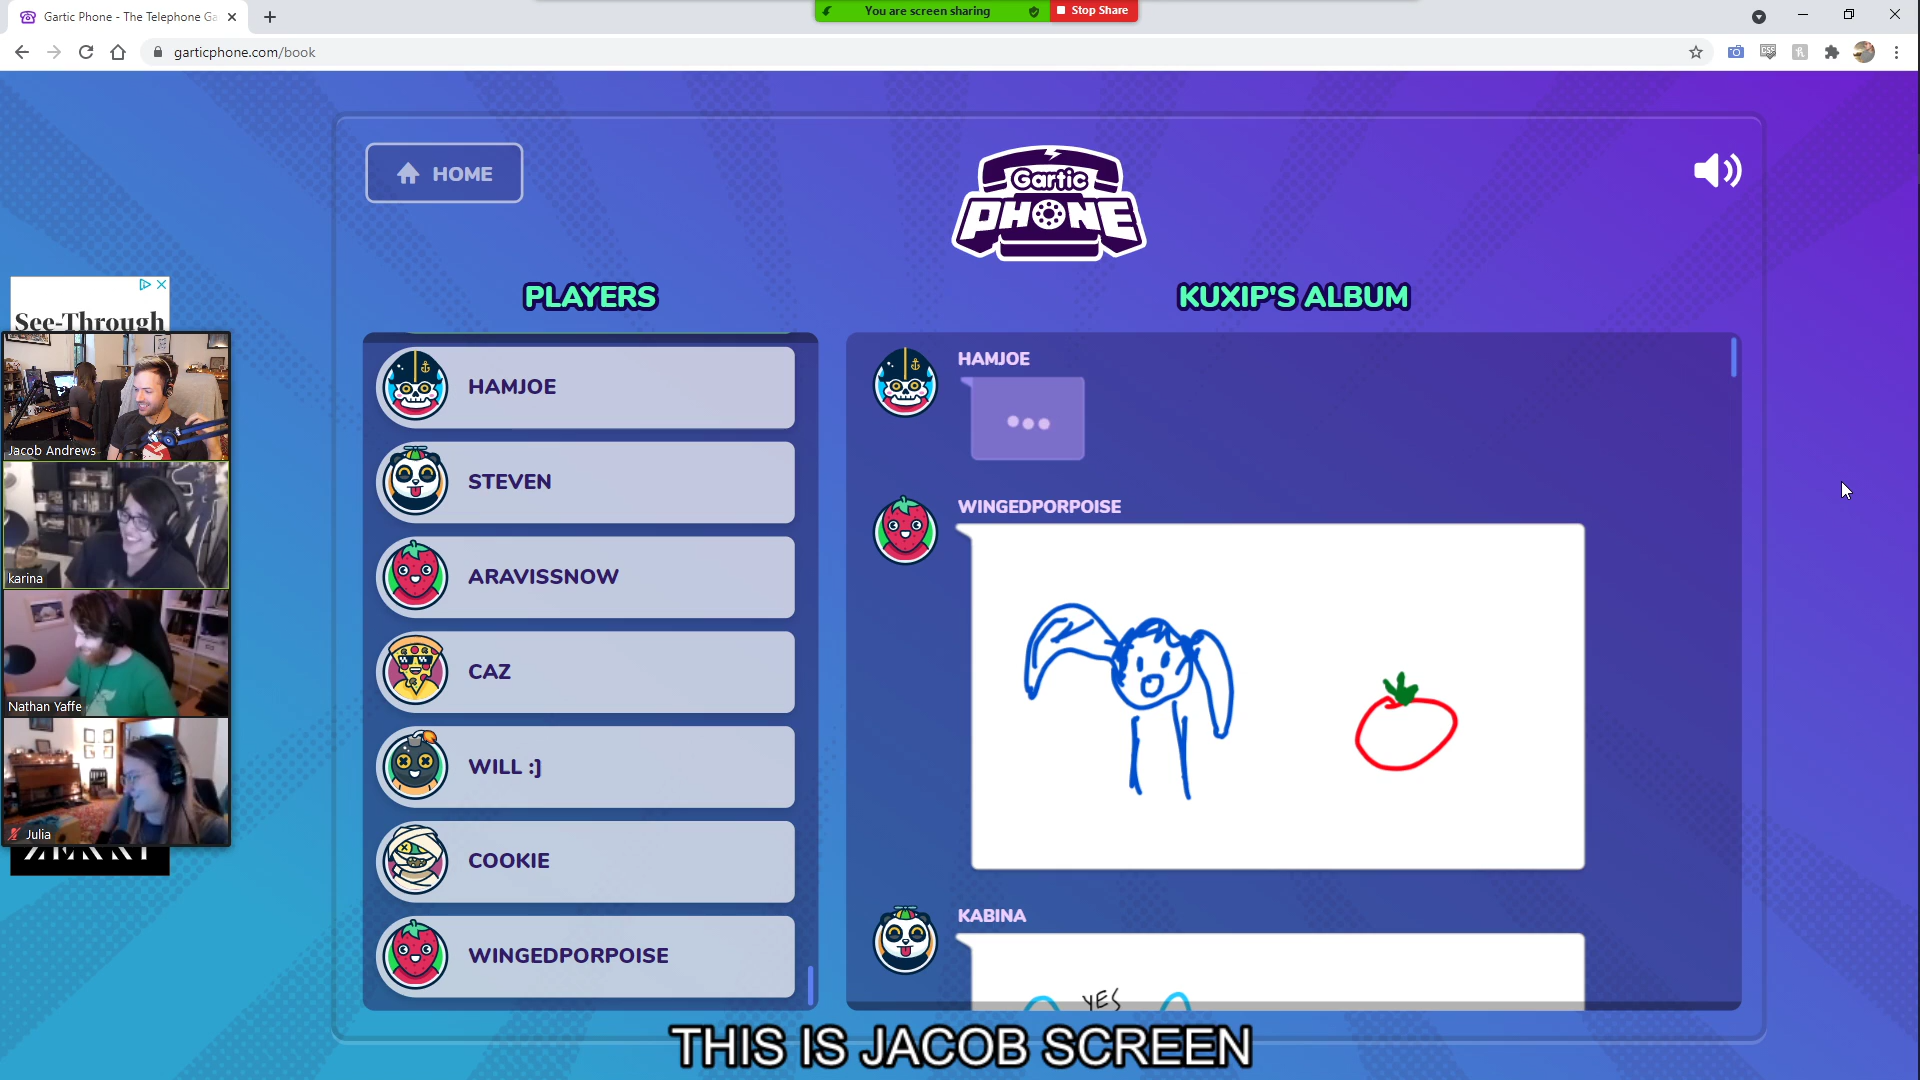 Gartic Phone - The Telephone Ga
You are screen sharing
Stop Share
garticphone.com/book
HOME
Gartic
PHONE
PLAYERS
KUXIP'S ALBUM
See-Through
Jacob Andrews
karina
Nathan Yaffe
Julia
HAMJOE
STEVEN
ARAVISSNOW
CAZ
WILL :]
COOKIE
WINGEDPORPOISE
HAMJOE
WINGEDPORPOISE
KABINA
YES
THIS IS JACOB SCREEN